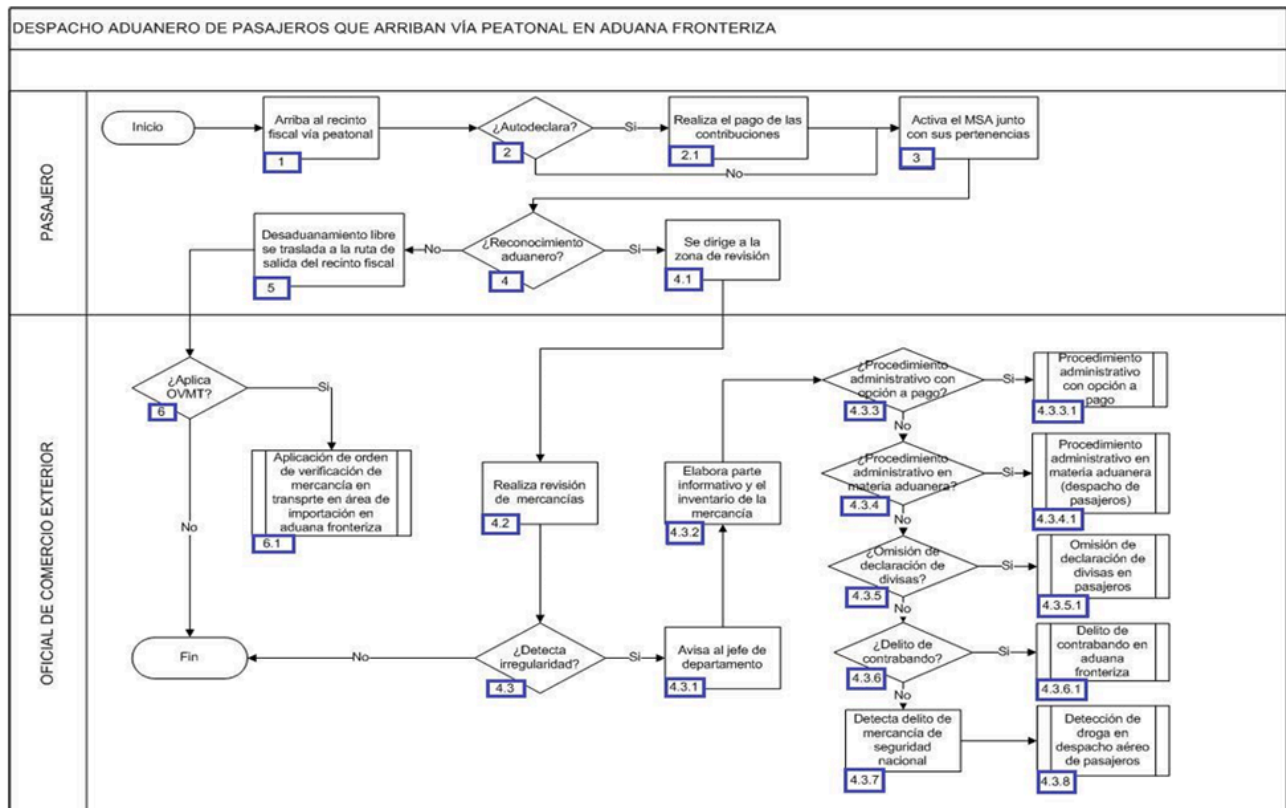 DESPACHO ADUANERO DE PASAJEROS QUE ARRIBAN VÍA PEATONAL EN ADUANA FRONTERIZA
PASAJERO
Inicio
Arriba al recinto
fiscal vía peatonal
1
¿Autodeclara?
2
Si
No
Realiza el pago de las
contribuciones
2.1
Activa el MSA junto
con sus pertenencias
3
Desaduanamiento libre
se traslada a la ruta de
salida del recinto fiscal
5
No
¿Reconocimiento
aduanero?
4
Si
Se dirige a la
zona de revisión
4.1
OFICIAL DE COMERCIO EXTERIOR
¿Aplica
OVMT?
6
Si
No
Aplicación de orden
de verificación de
mercancía en
transprte en área de
importación en
aduana fronteriza
6.1
Fin
Realiza revisión
de mercancías
4.2
No
¿Detecta
irregularidad?
4.3
Si
Avisa al jefe de
departamento
4.3.1
Elabora parte
informativo y el
inventario de la
mercancía
4.3.2
¿Procedimiento
administrativo con
opción a pago?
4.3.3
Si
No
Procedimiento
administrativo
con opción a
pago
4.3.3.1
¿Procedimiento
administrativo en
materia aduanera?
4.3.4
Si
No
Procedimiento
administrativo en
materia aduanera
(despacho de
pasajeros)
4.3.4.1
¿Omisión de
declaración de
divisas?
4.3.5
Si
No
Omisión de
declaración de
divisas en
pasajeros
4.3.5.1
¿Delito de
contrabando?
4.3.6
Si
No
Delito de
contrabando en
aduana
fronteriza
4.3.6.1
Detecta delito de
mercancía de
seguridad
nacional
4.3.7
Detección de
droga en
despacho aéreo
de pasajeros
4.3.8